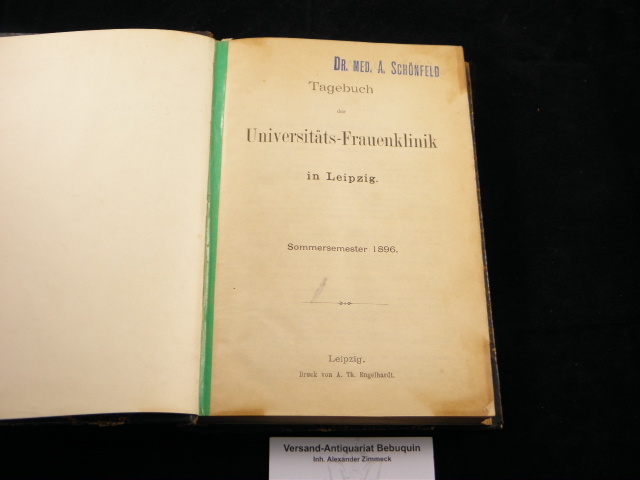 DR. MED. A. SCHÖNFELD
Tagebuch
der
Universitäts-Frauenklinik
in Leipzig.
Sommersemester 1896.
Leipzig.
Druck von A. Th. Engelhardt.
Versand-Antiquariat Bebuquin
Inh. Alexander Zimmeck